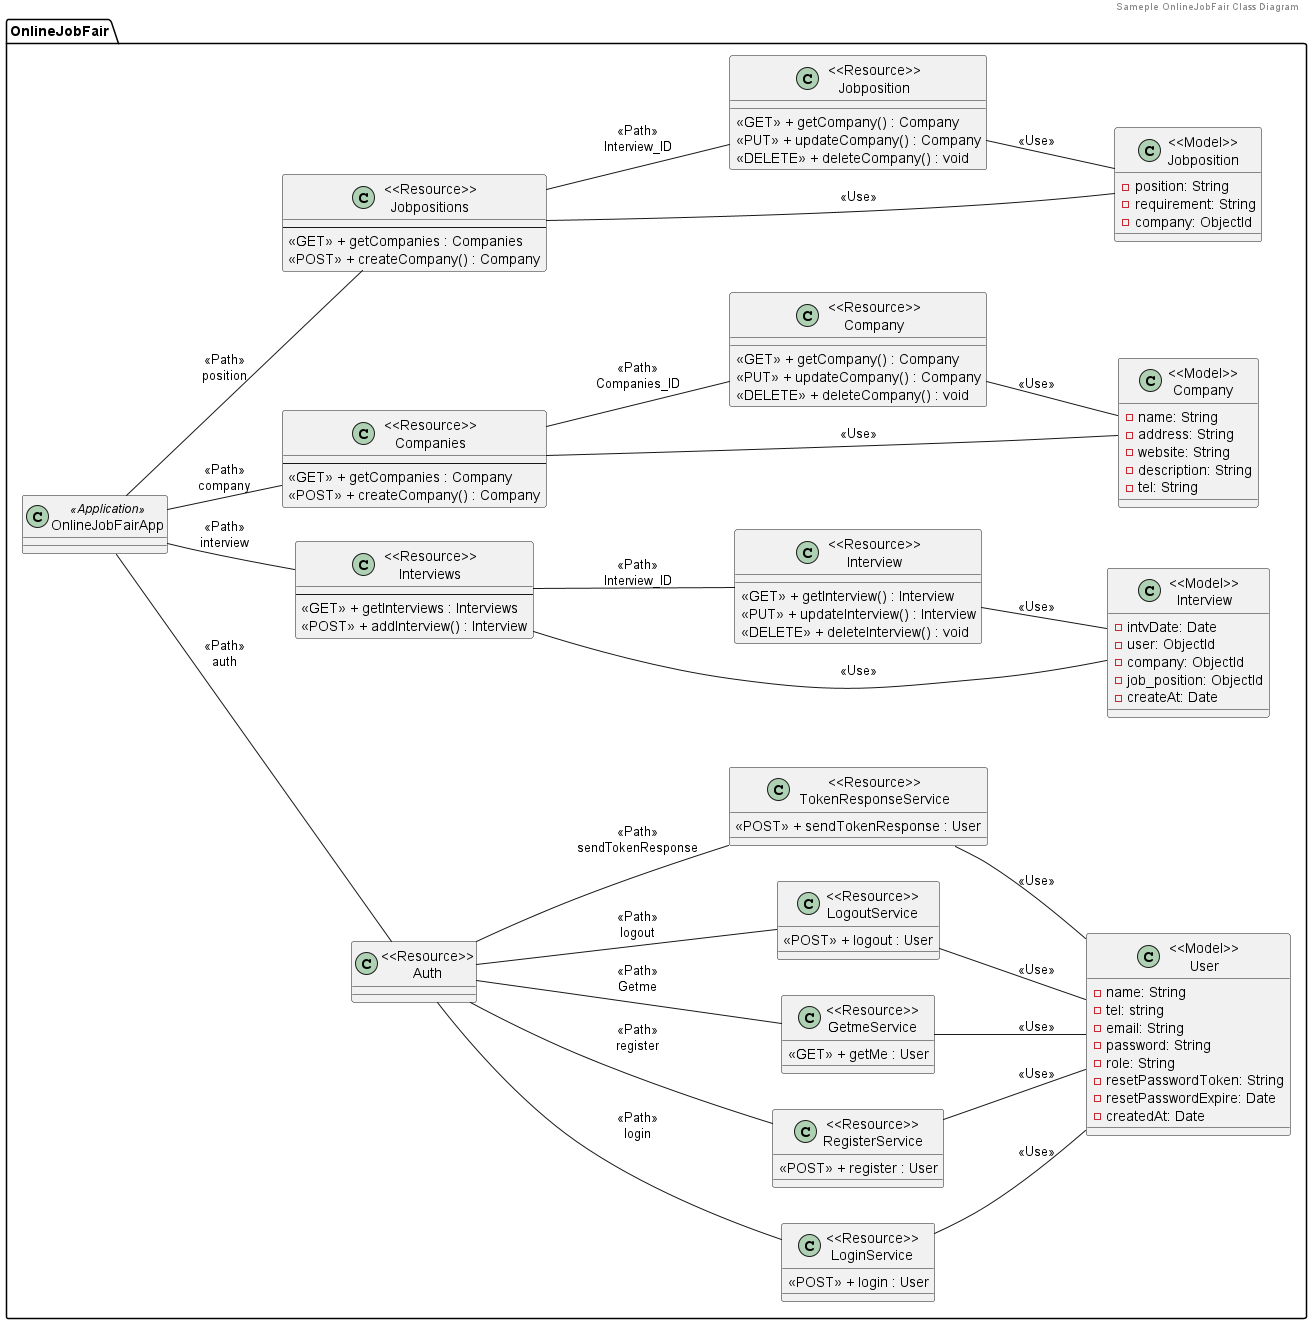 Sameple OnlineJobFair Class Diagram
OnlineJobFair
<<Resource>>
Jobposition
«GET» + getCompany() : Company
«PUT» + updateCompany() : Company
«DELETE» + deleteCompany() : void
«Path»
Interview_ID
«Use»
<<Model>>
Jobposition
position: String
requirement: String
company: ObjectId
<<Resource>>
Jobpositions
«GET» + getCompanies : Companies
«POST» + createCompany() : Company
«Use»
«Path»
position
<<Resource>>
Company
«GET» + getCompany() : Company
«PUT» + updateCompany() : Company
«DELETE» + deleteCompany() : void
«Path»
Companies_ID
«Use»
<<Model>>
Company
name: String
address: String
website: String
description: String
tel: String
<<Resource>>
Companies
«GET» + getCompanies : Company
«POST» + createCompany() : Company
«Use»
«Path»
company
«Application»
OnlineJobFairApp
«Path»
interview
<<Resource>>
Interviews
«GET» + getInterviews : Interviews
«POST» + addInterview() : Interview
«Path»
Interview_ID
<<Resource>>
Interview
«GET» + getInterview() : Interview
«PUT» + updateInterview() : Interview
«DELETE» + deleteInterview() : void
«Use»
«Use»
<<Model>>
Interview
intvDate: Date
user: ObjectId
company: ObjectId
job_position: ObjectId
createAt: Date
«Path»
auth
<<Resource>>
TokenResponseService
«POST» + sendTokenResponse : User
«Path»
sendTokenResponse
«Use»
<<Resource>>
LogoutService
«POST» + logout : User
«Path»
logout
«Use»
<<Resource>>
Auth
«Path»
Getme
<<Resource>>
GetmeService
«GET» + getMe : User
«Use»
<<Model>>
User
name: String
tel: string
email: String
password: String
role: String
resetPasswordToken: String
resetPasswordExpire: Date
createdAt: Date
«Path»
register
<<Resource>>
RegisterService
«POST» + register : User
«Use»
«Path»
login
<<Resource>>
LoginService
«POST» + login : User
«Use»